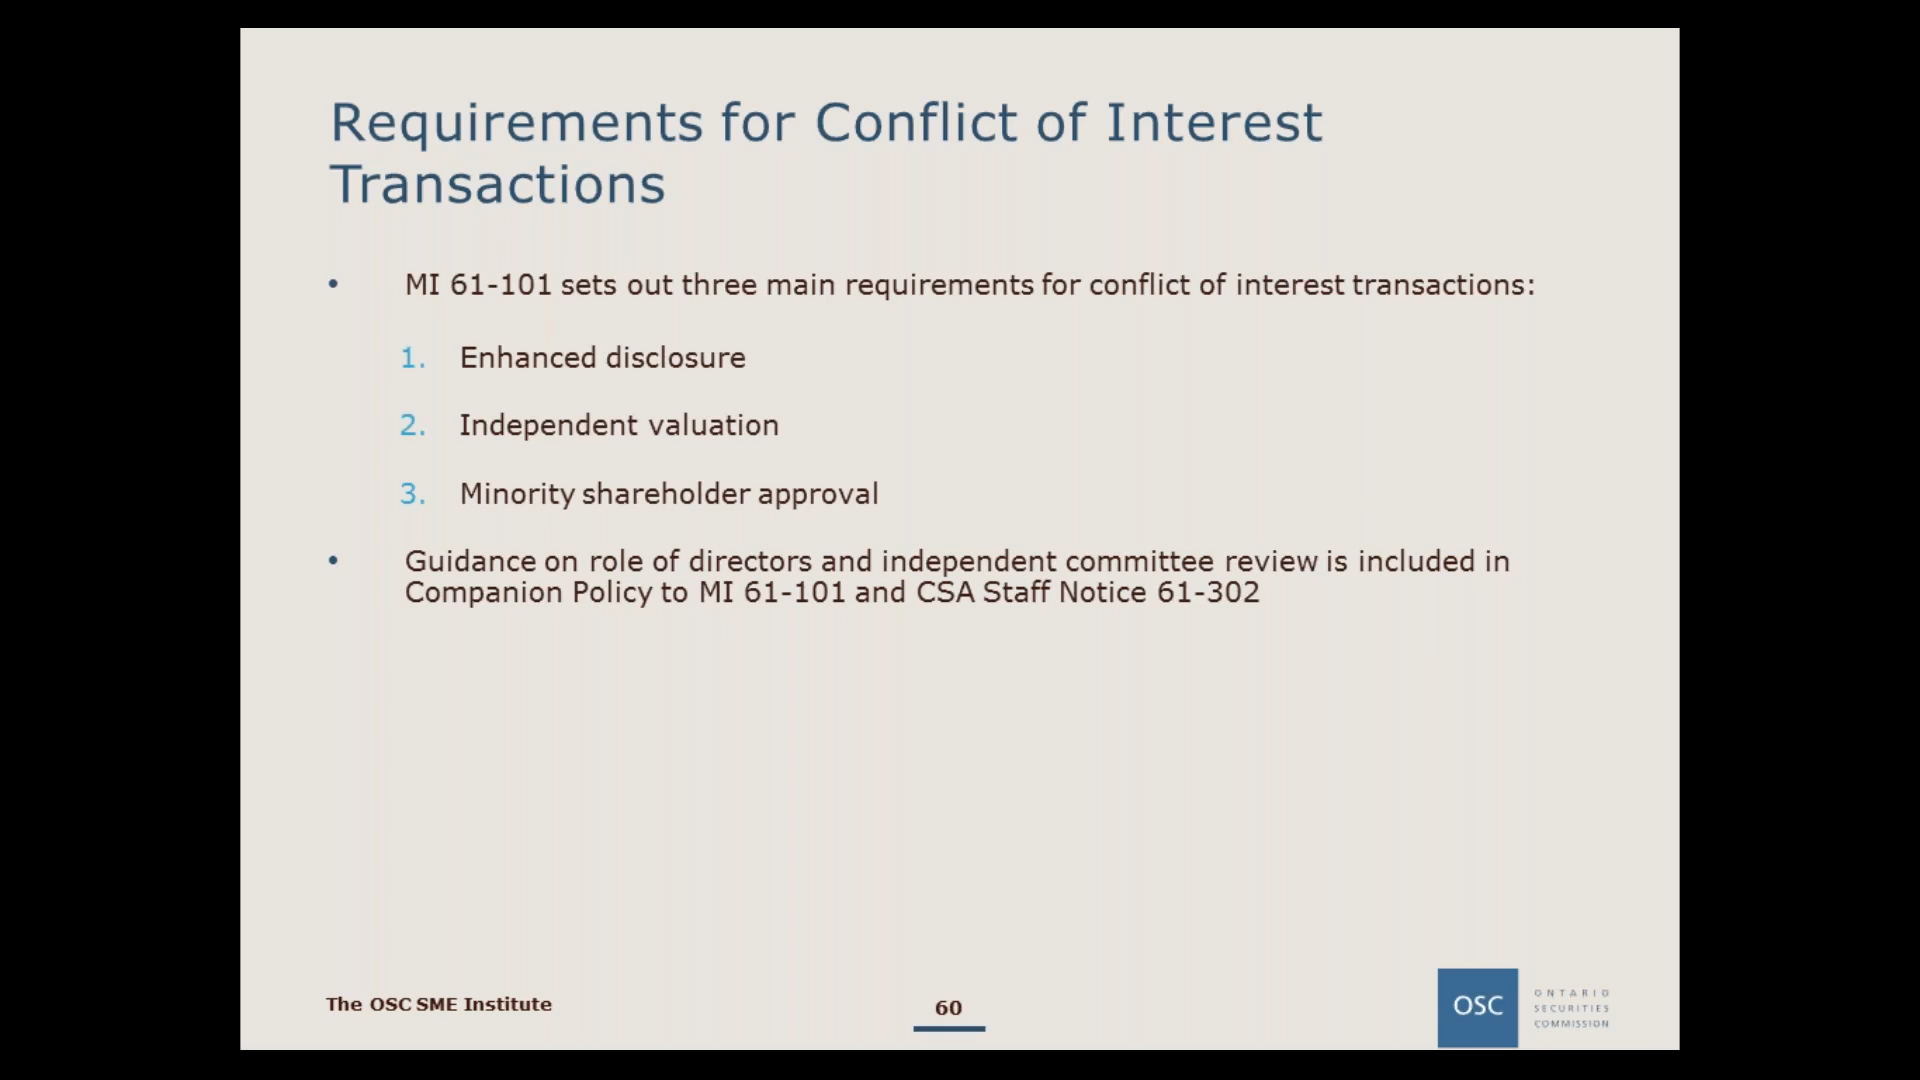 Requirements for Conflict of Interest
Transactions
• MI 61-101 sets out three main requirements for conflict of interest transactions:
1. Enhanced disclosure
2. Independent valuation
3. Minority shareholder approval
• Guidance on role of directors and independent committee review is included in
Companion Policy to MI 61-101 and CSA Staff Notice 61-302
The OSC SME Institute
60
OSC
ONTARIO
SECURITIES
COMMISSION